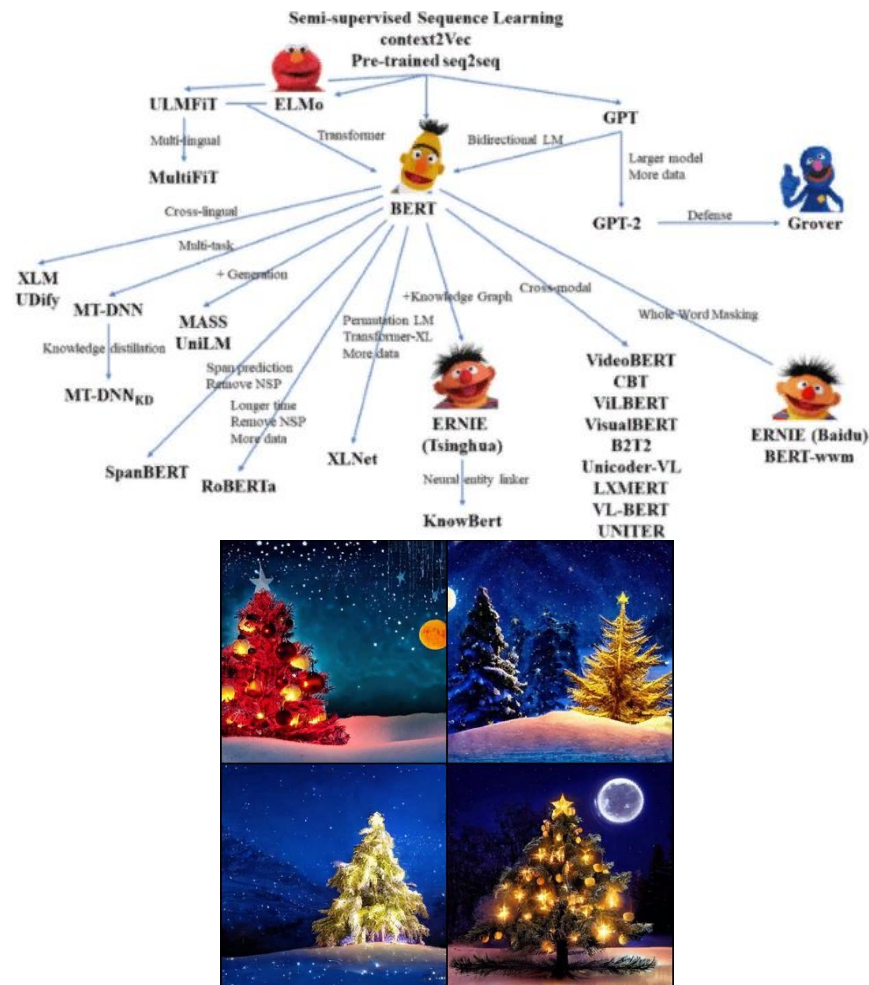 Semi-supervised Sequence Learning
context2Vec
Pre-trained seq2seq
ULMFiT
ELMo
GPT
Multi-lingual
Transformer
Bidirectional LM
MultiFiT
Larger model
More data
BERT
GPT-2
Defense
Grover
Cross-lingual
Multi-task
+ Generation
+Knowledge Graph
Cross-modal
Whole Word Masking
XLM
UDify
MT-DNN
MASS
UniLM
Permutation LM
Transformer-XL
More data
Knowledge distillation
MT-DNNKD
Span prediction
Remove NSP
Longer time
Remove NSP
More data
SpanBERT
RoBERTa
XLNet
ERNIE
(Tsinghua)
Neural entity linker
KnowBert
VideoBERT
CBT
ViLBERT
VisualBERT
B2T2
Unicoder-VL
LXMERT
VL-BERT
UNITER
ERNIE (Baidu)
BERT-wwm